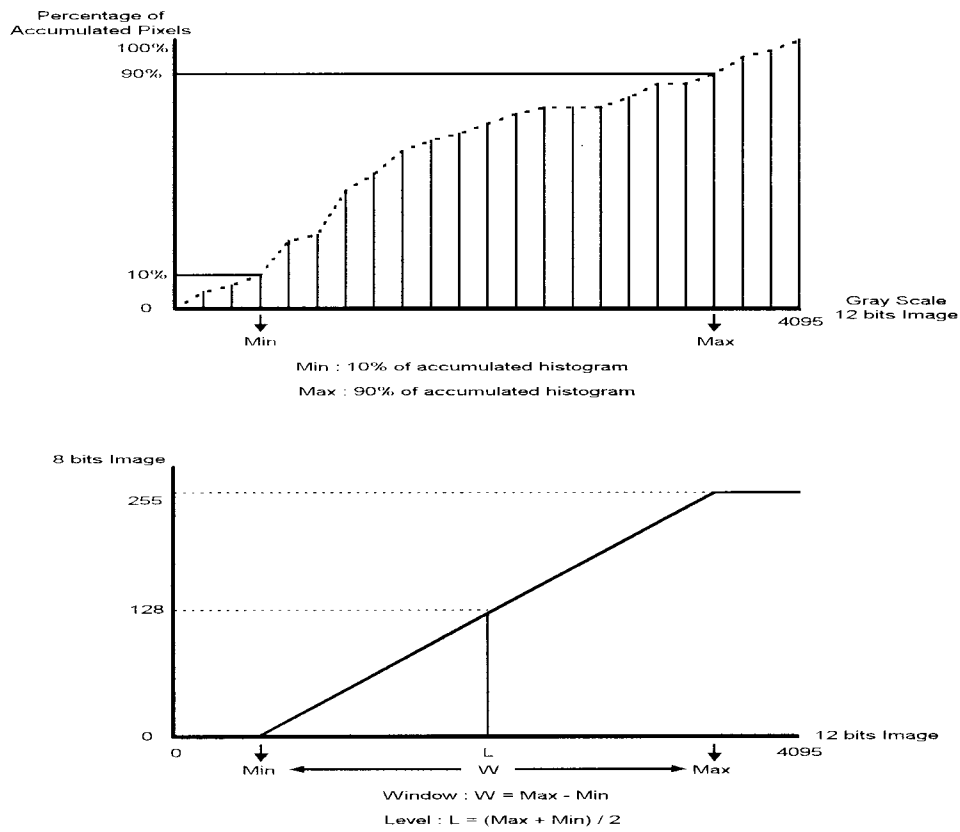 Percentage of
Accumulated Pixels
100%
90%
10%
0
Gray Scale
4095
12 bits Image
Min
Max
Min : 10% of accumulated histogram
Max : 90% of accumulated histogram
8 bits Image
255
128
0
0
L
4095
12 bits Image
Min
W
Max
Window : W = Max - Min
Level : L = (Max + Min) / 2